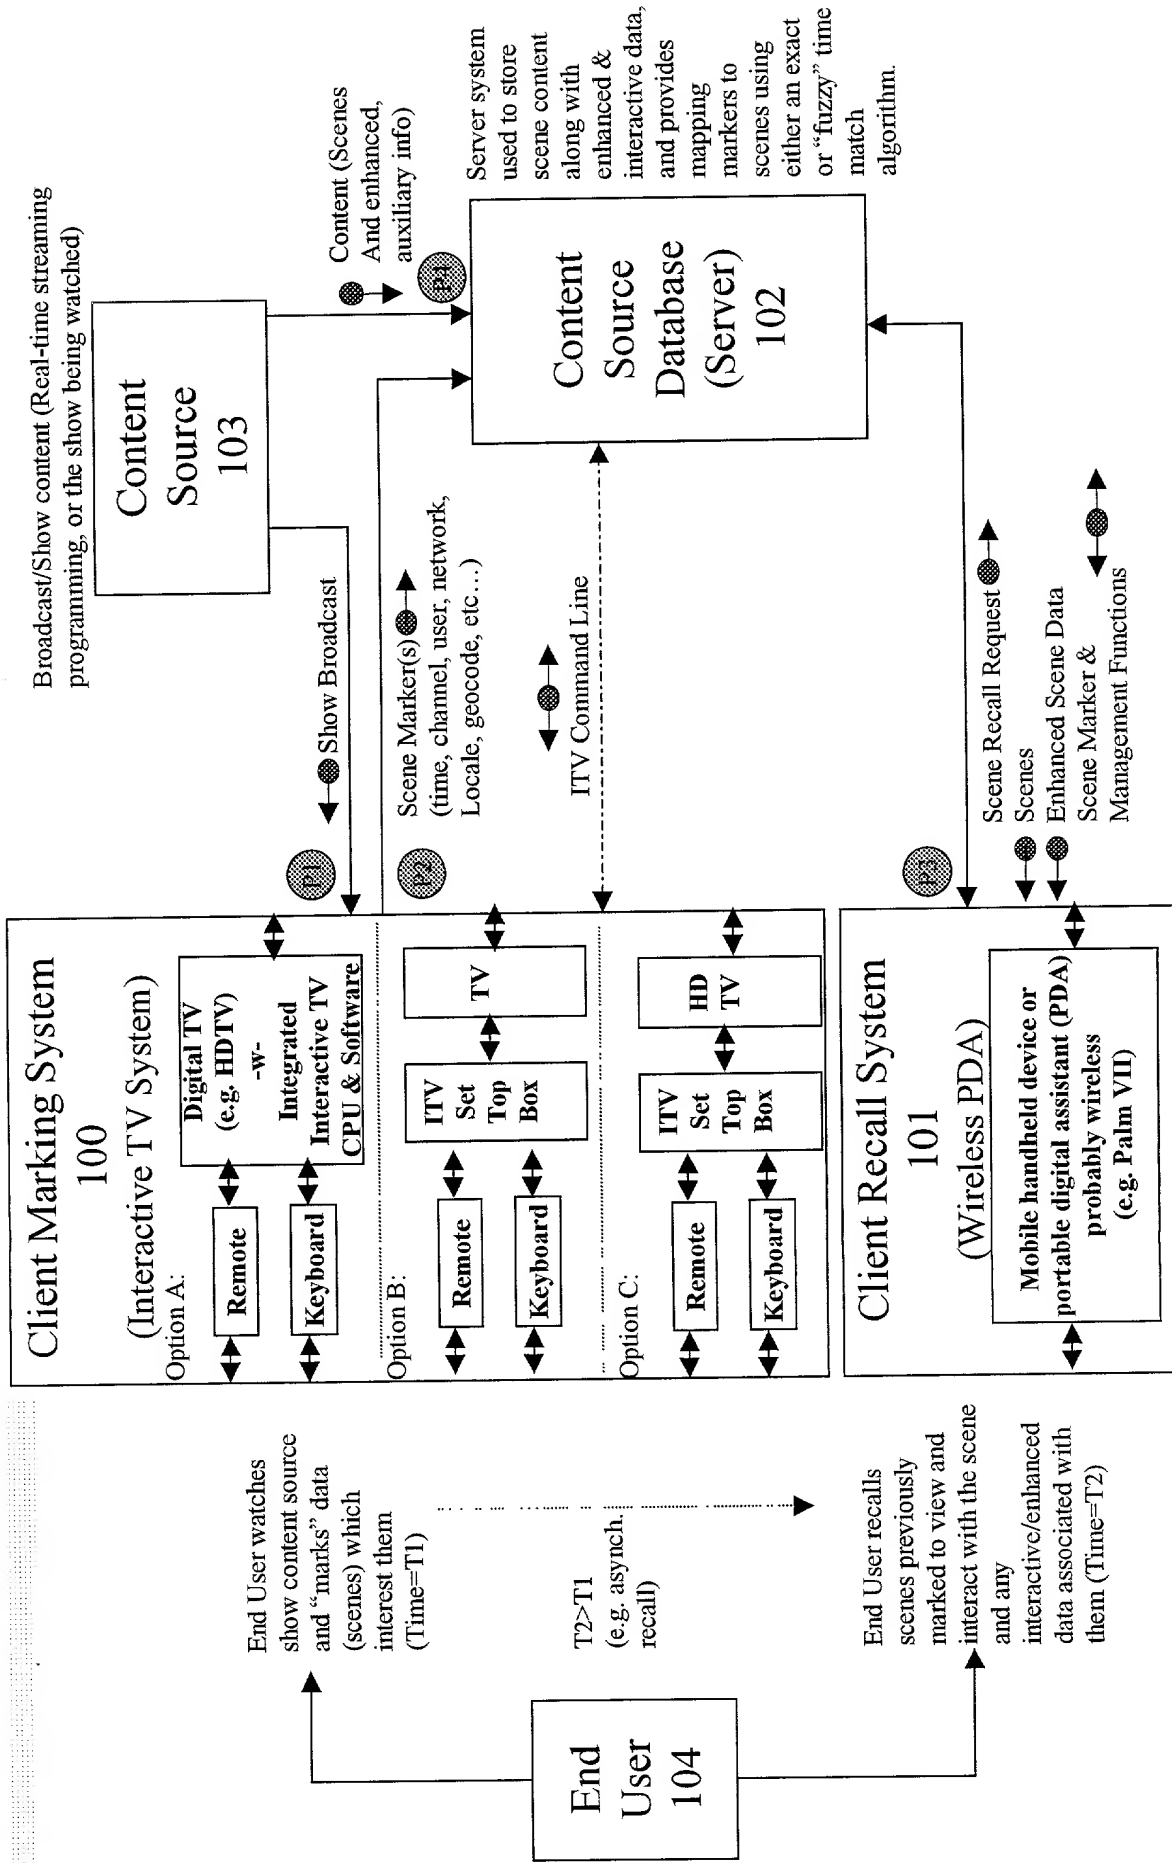 Broadcast/Show content (Real-time streaming
programming, or the show being watched)
Content
Source
103
Content (Scenes
And enhanced,
auxiliary info)
P4
Server system
used to store
scene content
along with
enhanced &
interactive data,
and provides
mapping
markers to
scenes using
either an exact
or “fuzzy” time
match
algorithm.
Content
Source
Database
(Server)
102
Show Broadcast
P1
P2
Scene Marker(s)
(time, channel, user, network,
Locale, geocode, etc…)
ITV Command Line
P3
Scene Recall Request
Scenes
Enhanced Scene Data
Scene Marker &
Management Functions
Client Marking System
100
(Interactive TV System)
Option A:
Remote
Keyboard
Digital TV
(e.g. HDTV)
-w-
Integrated
Interactive TV
CPU & Software
Option B:
Remote
Keyboard
ITV
Set
Top
Box
TV
Option C:
Remote
Keyboard
ITV
Set
Top
Box
HD
TV
Client Recall System
101
(Wireless PDA)
Mobile handheld device or
portable digital assistant (PDA)
probably wireless
(e.g. Palm VII)
End User watches
show content source
and “marks” data
(scenes) which
interest them
(Time=T1)
T2>T1
(e.g. asynch.
recall)
End User recalls
scenes previously
marked to view and
interact with the scene
and any
interactive/enhanced
data associated with
them (Time=T2)
End
User
104